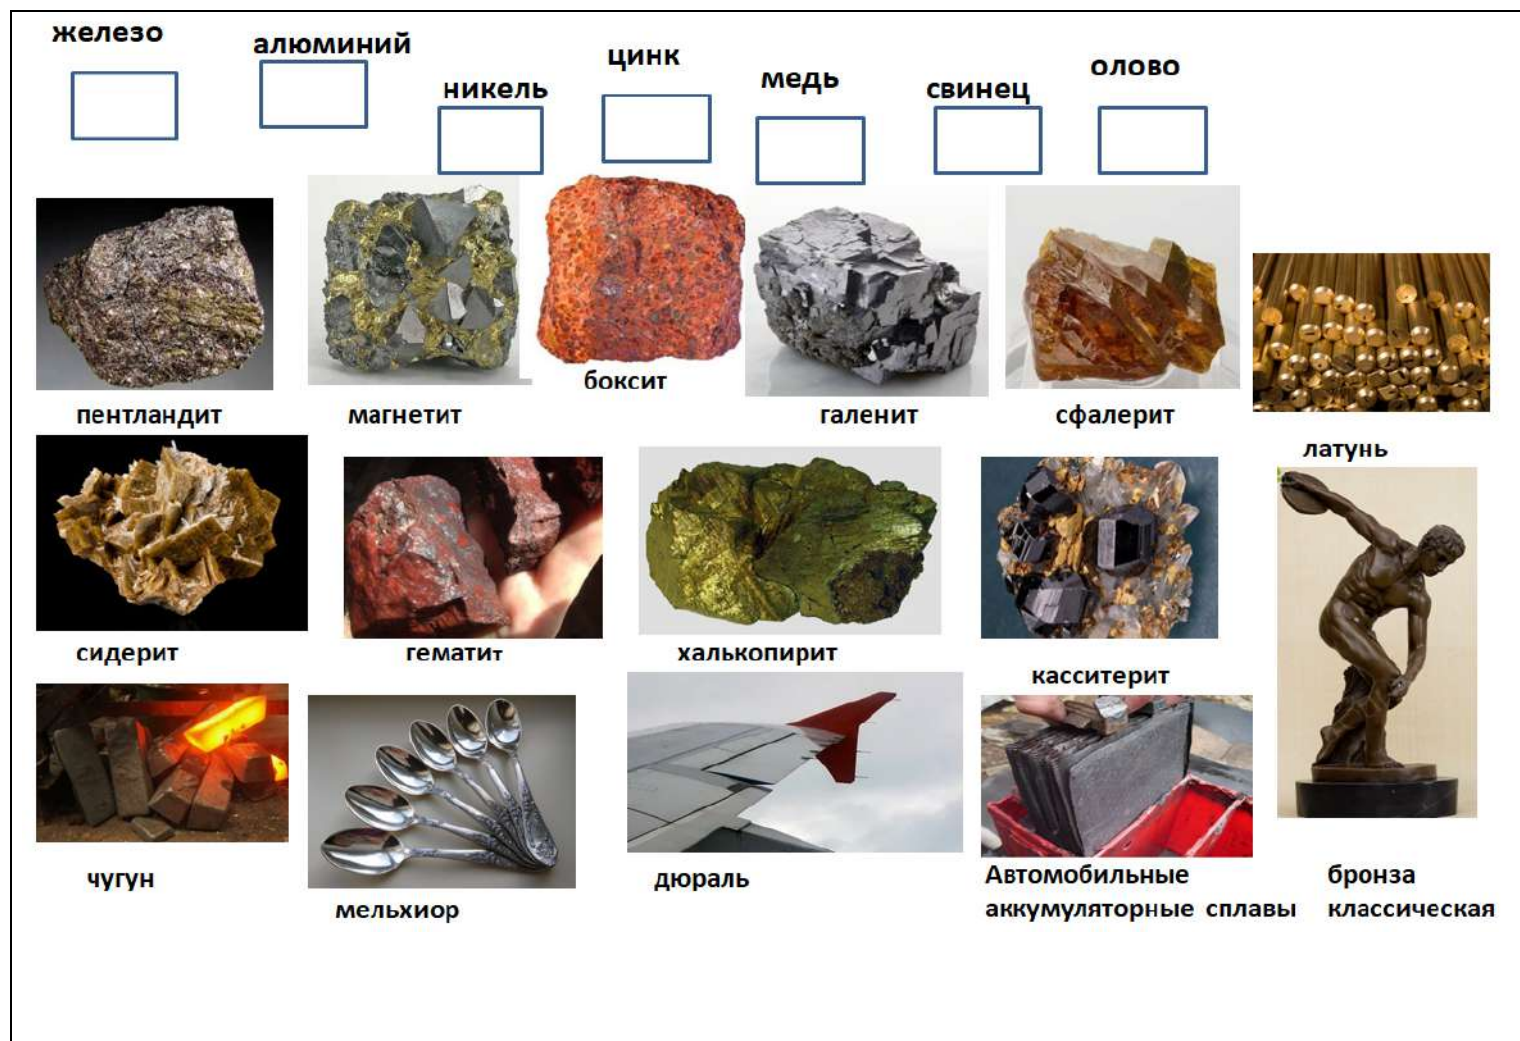 железо
алюминий
никель
цинк
медь
свинец
олово
пентландит
магнетит
боксит
галенит
сфалерит
латунь
сидерит
гематит
халькопирит
касситерит
чугун
мельхиор
дюраль
Автомобильные
аккумуляторные сплавы
бронза
классическая